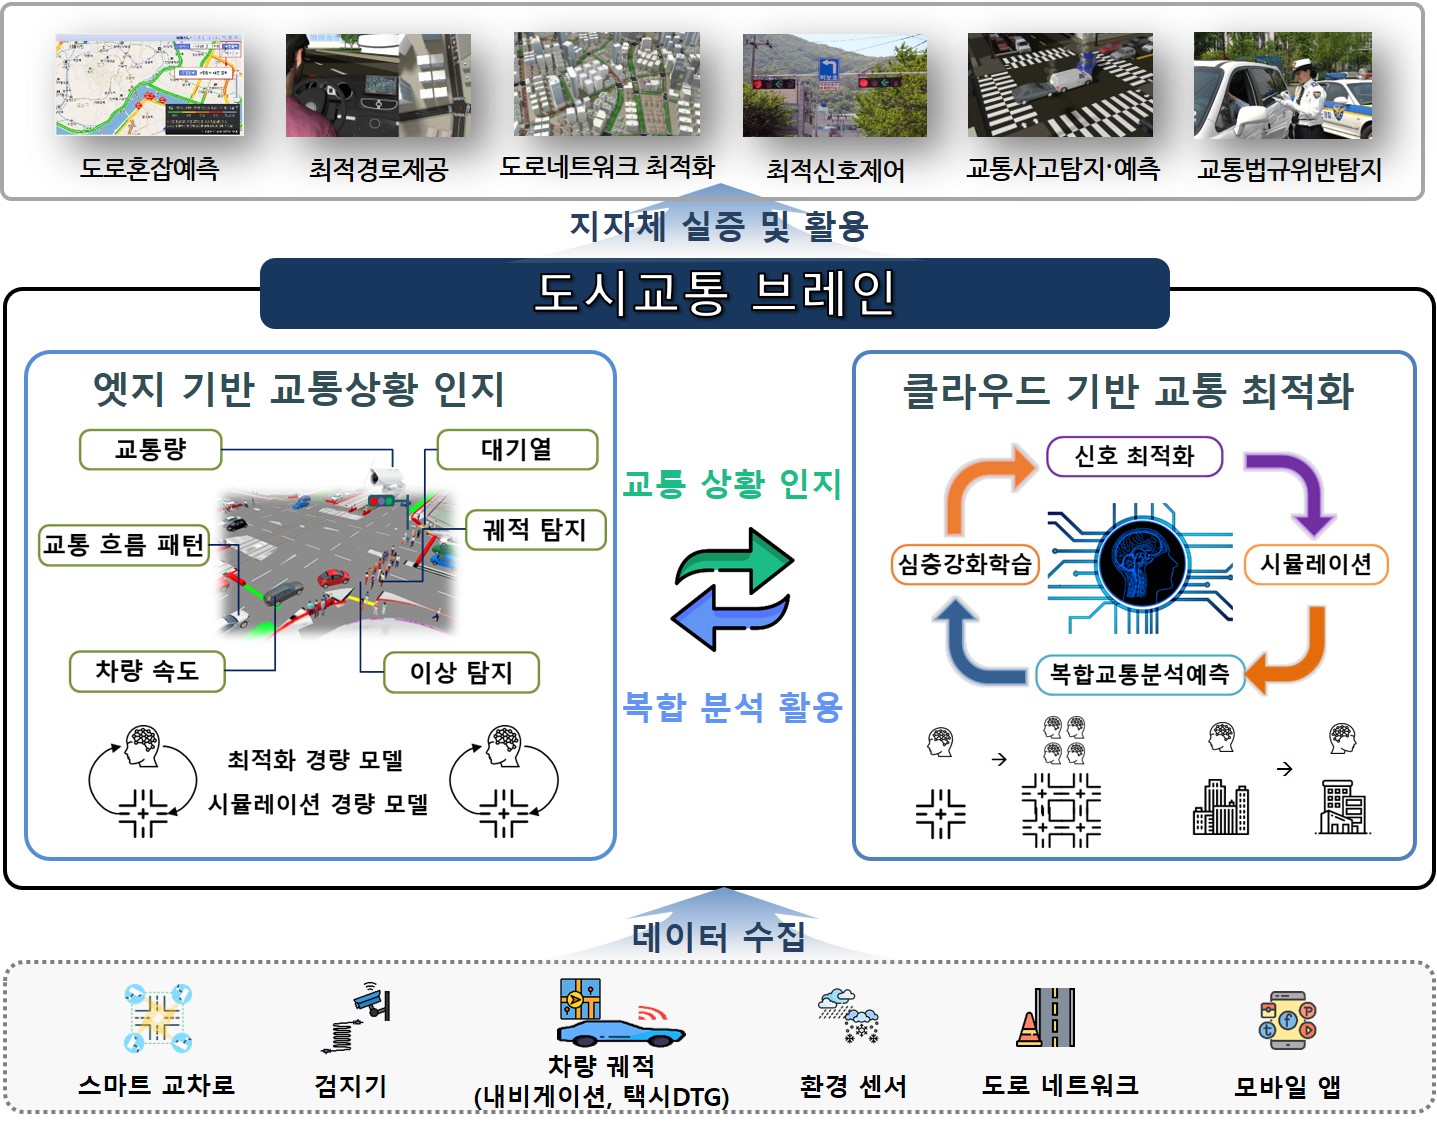 도로혼잡예측
최적경로제공
도로네트워크 최적화
최적신호제어
교통사고탐지·예측
교통법규위반탐지
지자체 실증 및 활용
도시교통 브레인
엣지 기반 교통상황 인지
교통량
대기열
교통 흐름 패턴
궤적 탐지
차량 속도
이상 탐지
최적화 경량 모델
시뮬레이션 경량 모델
교통 상황 인지
복합 분석 활용
클라우드 기반 교통 최적화
신호 최적화
심층강화학습
시뮬레이션
복합교통분석예측
데이터 수집
스마트 교차로
검지기
차량 궤적
(내비게이션, 택시DTG)
환경 센서
도로 네트워크
모바일 앱